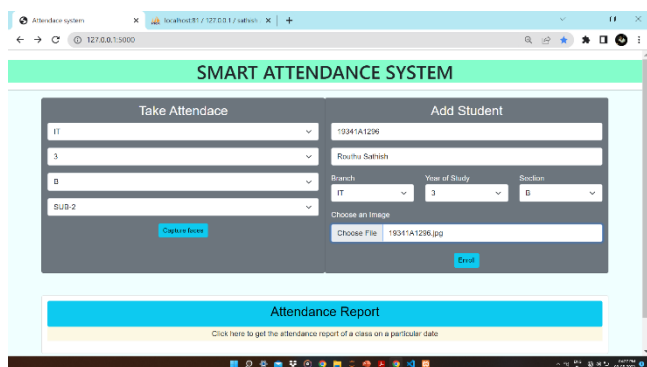 Attendace system
localhost:81 / 127.0.0.1 / sathish
127.0.0.1:5000
SMART ATTENDANCE SYSTEM
Take Attendace
IT
3
B
SUB-2
Capture faces
Add Student
19341A1296
Routhu Sathish
Branch Year of Study Section
IT 3 B
Choose an Image
Choose File 19341A1296.jpg
Enroll
Attendance Report
Click here to get the attendance report of a class on a particular date